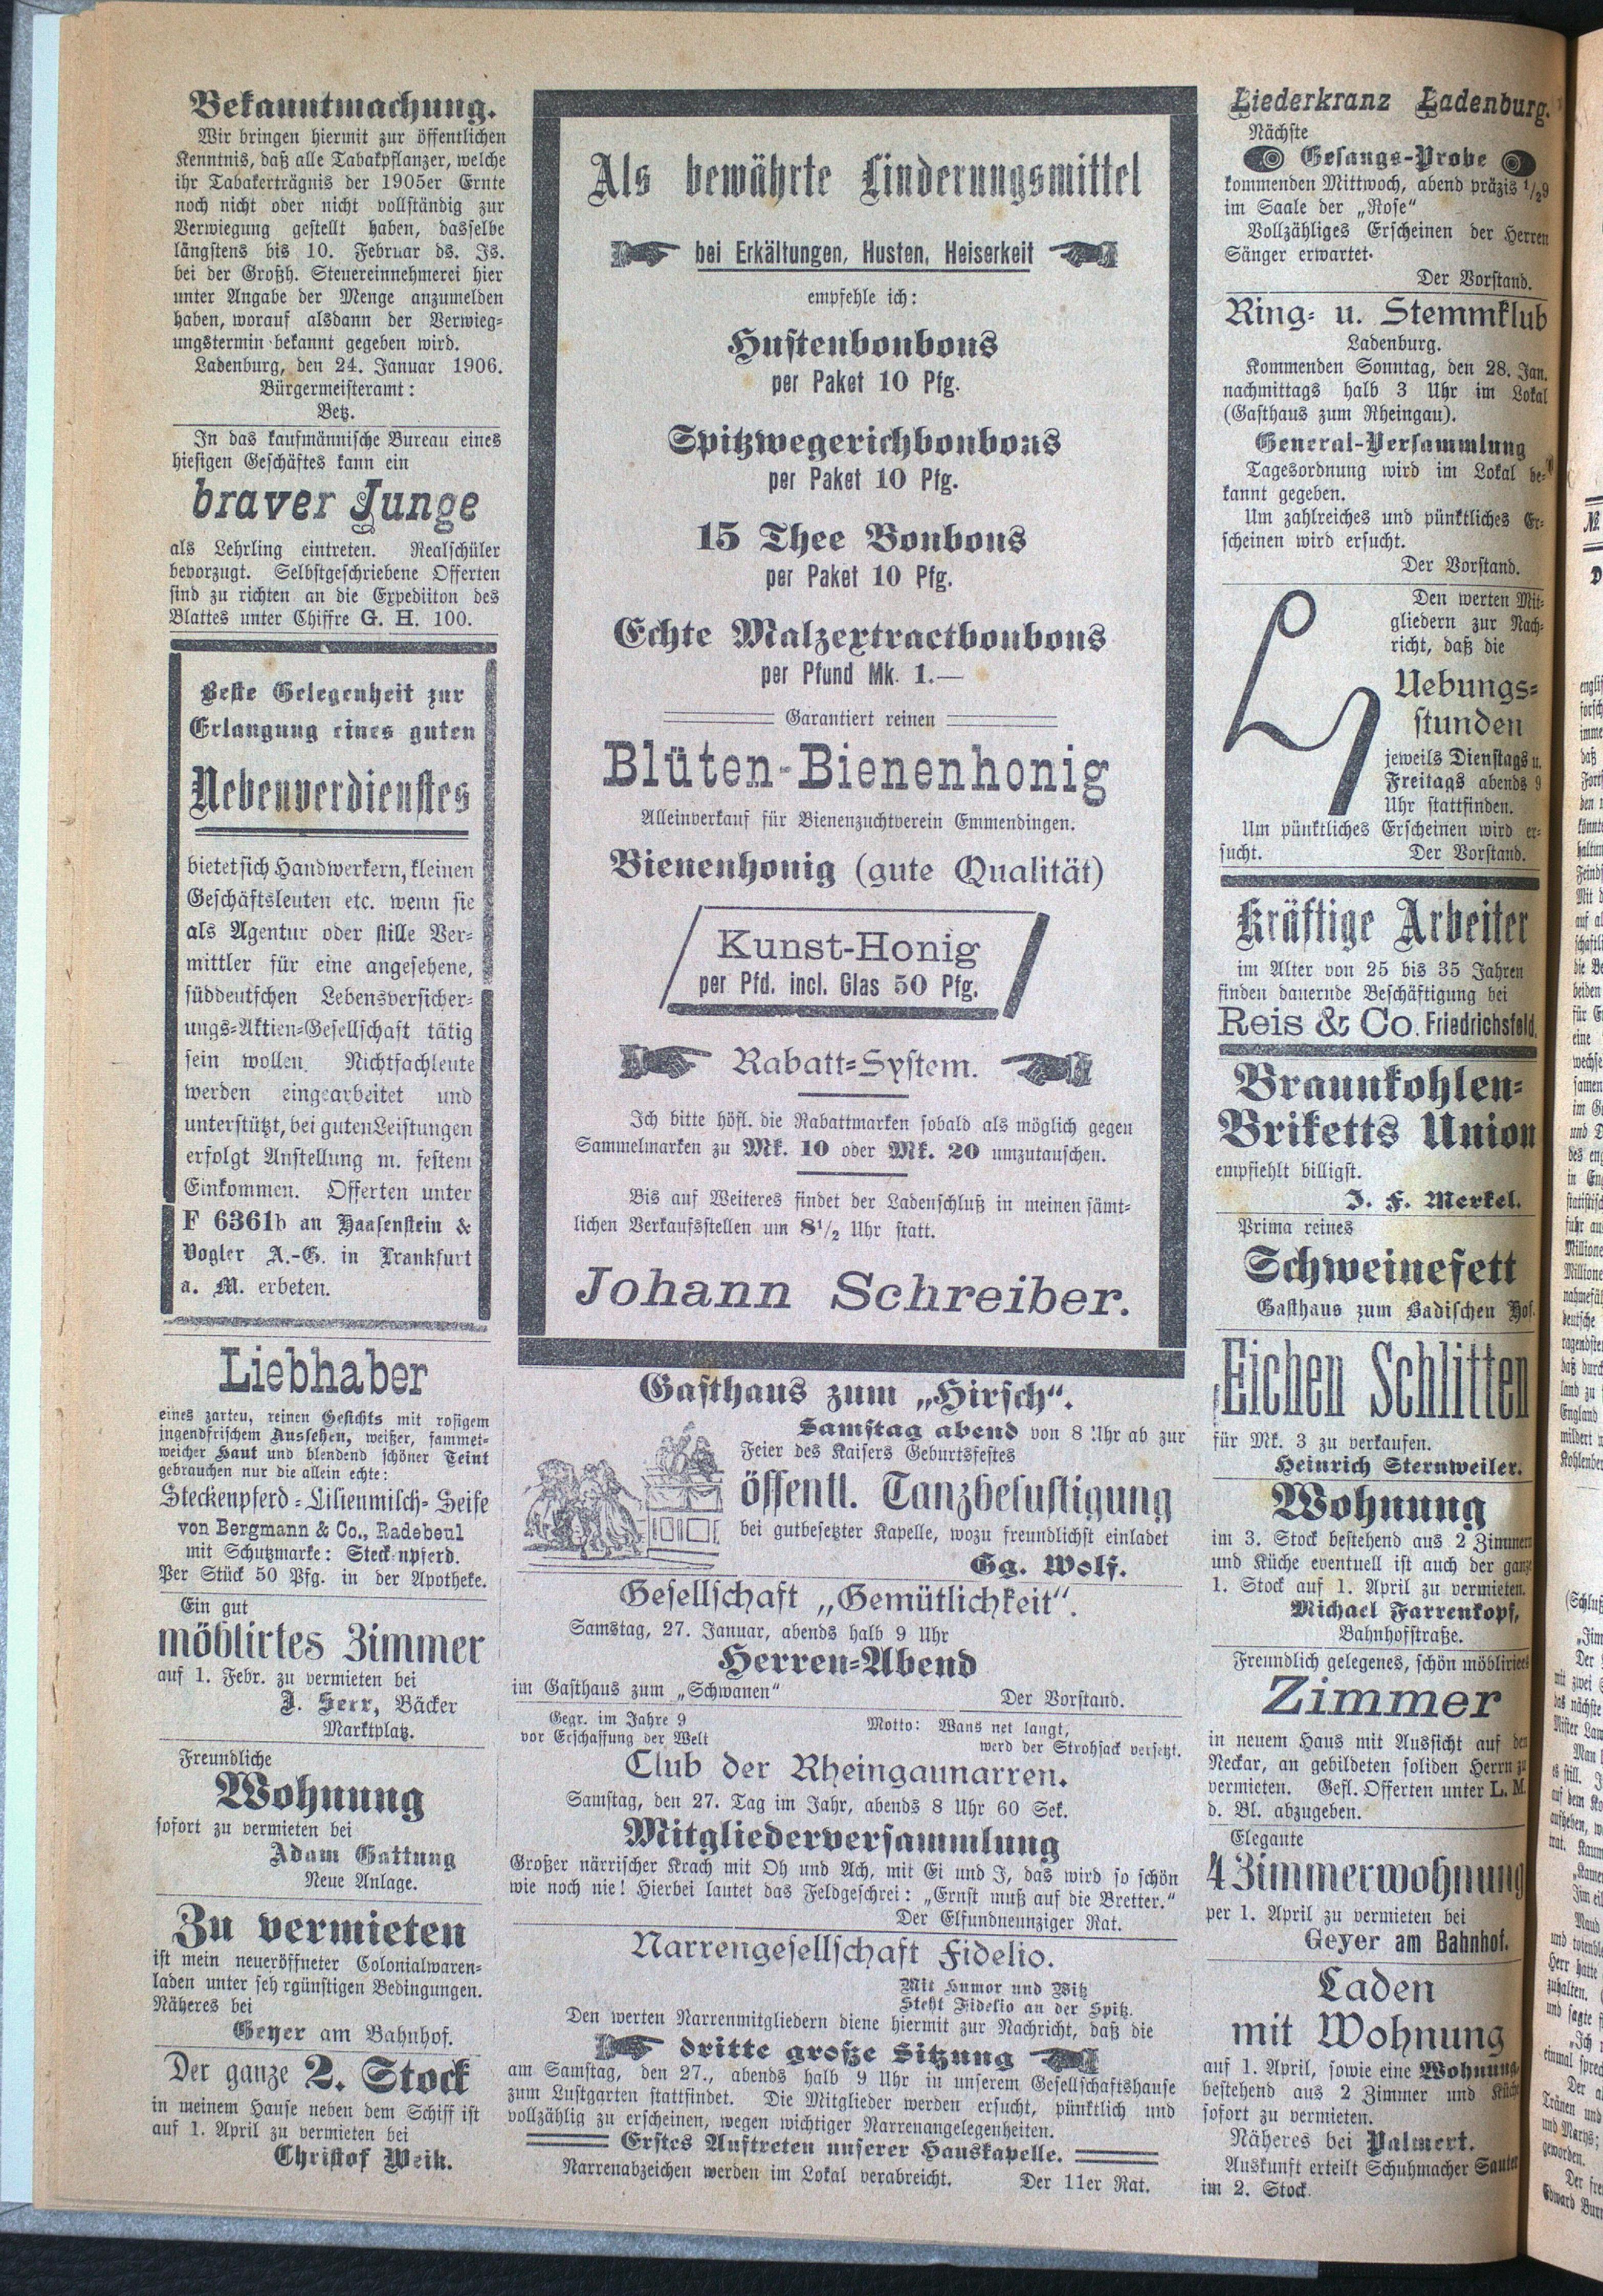 Bekanntmachung.
Wir bringen hiermit zur öffentlichen
Kenntnis, daß alle Tabakpflanzer, welche
ihr Tabakerträgnis der 1905er Ernte
noch nicht oder nicht vollständig zur
Verwiegung gestellt haben, dasselbe
längstens bis 10. Februar ds. Js.
bei der Großh. Steuereinnehmerei hier
unter Angabe der Menge anzumelden
haben, worauf alsdann der Verwieg-
ungstermin bekannt gegeben wird.
Ladenburg, den 24. Januar 1906.
Bürgermeisteramt:
Betz.
In das kaufmännische Bureau eines
hiesigen Geschäftes kann ein
braver Junge
als Lehrling eintreten. Realschüler
bevorzugt. Selbstgeschriebene Offerten
sind zu richten an die Expediiton des
Blattes unter Chiffre G. H. 100.
Beste Gelegenheit zur
Erlangung eines guten
Nebenverdienstes
bietet sich Handwerkern, kleinen
Geschäftsleuten etc. wenn sie
als Agentur oder stille Ver-
mittler für eine angesehene,
süddeutschen Lebensversicher-
ungs-Aktien-Gesellschaft tätig
sein wollen. Nichtfachleute
werden eingearbeitet und
unterstützt, bei guten Leistungen
erfolgt Anstellung m. festem
Einkommen. Offerten unter
F 6361b an Haasenstein &
Vogler A.-G. in Frankfurt
a. M. erbeten.
Liebhaber
eines zarten, reinen Gesichts mit rosigem
jugendfrischem Aussehen, weißer, sammet-
weicher Haut und blendend schöner Teint
gebrauchen nur die allein echte:
Steckenpferd-Lilienmilch-Seife
von Bergmann & Co., Radebeul
mit Schutzmarke: Steckenpferd.
Per Stück 50 Pfg. in der Apotheke.
Ein gut
möblirtes Zimmer
auf 1. Febr. zu vermieten bei
J. Herr, Bäcker
Marktplatz.
Freundliche
Wohnung
sofort zu vermieten bei
Adam Gattung
Neue Anlage.
Zu vermieten
ist mein neueröffneter Colonialwaren-
laden unter seh rgünstigen Bedingungen.
Näheres bei
Geyer am Bahnhof.
Der ganze 2. Stock
in meinem Hause neben dem Schiff ist
auf 1. April zu vermieten bei
Christof Weik.
Als bewährte Linderungsmittel
bei Erkältungen, Husten, Heiserkeit
empfehle ich:
Hustenbonbons
per Paket 10 Pfg.
Spitzwegerichbonbons
per Paket 10 Pfg.
15 Thee Bonbons
per Paket 10 Pfg.
Echte Malzextractbonbons
per Pfund Mk. 1.—
Garantiert reinen
Blüten-Bienenhonig
Alleinverkauf für Bienenzuchtverein Emmendingen.
Bienenhonig (gute Qualität)
Kunst-Honig
per Pfd. incl. Glas 50 Pfg.
Rabatt-System.
Ich bitte höfl. die Rabattmarken sobald als möglich gegen
Sammelmarken zu Mk. 10 oder Mk. 20 umzutauschen.
Bis auf Weiteres findet der Ladenschluß in meinen sämt-
lichen Verkaufsstellen um 8½ Uhr statt.
Johann Schreiber.
Gasthaus zum „Hirsch“.
Samstag abend von 8 Uhr ab zur
Feier des Kaisers Geburtsfestes
öffentl. Tanzbelustigung
bei gutbesetzter Kapelle, wozu freundlichst einladet
Gg. Wolf.
Gesellschaft „Gemütlichkeit“.
Samstag, 27. Januar, abends halb 9 Uhr
Herren-Abend
im Gasthaus zum „Schwanen“
Der Vorstand.
Gegr. im Jahre 9
vor Erschaffung der Welt
Motto: Wans net langt,
werd der Strohsack versetzt.
Club der Rheingaunarren.
Samstag, den 27. Tag im Jahr, abends 8 Uhr 60 Sek.
Mitgliederversammlung
Großer närrischer Krach mit Oh und Ach, mit Ei und J, das wird so schön
wie noch nie! Hierbei lautet das Feldgeschrei: „Ernst muß auf die Bretter.“
Der Elfundneunziger Rat.
Narrengesellschaft Fidelio.
Mit Humor und Witz
Steht Fidelio an der Spitz.
Den werten Narrenmitgliedern diene hiermit zur Nachricht, daß die
dritte große Sitzung
am Samstag, den 27., abends halb 9 Uhr in unserem Gesellschaftshause
zum Lustgarten stattfindet. Die Mitglieder werden ersucht, pünktlich und
vollzählig zu erscheinen, wegen wichtiger Narrenangelegenheiten.
Erstes Auftreten unserer Hauskapelle.
Narrenabzeichen werden im Lokal verabreicht. Der 11er Rat.
Liederkranz Ladenburg.
Nächste
Gesangs-Probe
kommenden Mittwoch, abend präzis 1/29
im Saale der „Rose“
Vollzähliges Erscheinen der Herren
Sänger erwartet.
Der Vorstand.
Ring- u. Stemmklub
Ladenburg.
Kommenden Sonntag, den 28. Jan.
nachmittags halb 3 Uhr im Lokal
(Gasthaus zum Rheingau).
General-Versammlung
Tagesordnung wird im Lokal be-
kannt gegeben.
Um zahlreiches und pünktliches Er-
scheinen wird ersucht.
Der Vorstand.
Den werten Mit-
gliedern zur Nach-
richt, daß die
Uebungs-
stunden
jeweils Dienstags u.
Freitags abends 9
Uhr stattfinden.
Um pünktliches Erscheinen wird er-
sucht. Der Vorstand.
Kräftige Arbeiter
im Alter von 25 bis 35 Jahren
finden dauernde Beschäftigung bei
Reis & Co. Friedrichsfeld.
Braunkohlen-
Briketts Union
empfiehlt billigst.
J. F. Merkel.
Prima reines
Schweinefett
Gasthaus zum Badischen Hof.
Eichen Schlitten
für Mk. 3 zu verkaufen.
Heinrich Sternweiler.
Wohnung
im 3. Stock bestehend aus 2 Zimmern
und Küche eventuell ist auch der ganze
1. Stock auf 1. April zu vermieten.
Michael Farrenkopf,
Bahnhofstraße.
Freundlich gelegenes, schön möblirtes
Zimmer
in neuem Haus mit Aussicht auf den
Neckar, an gebildeten soliden Herrn zu
vermieten. Gefl. Offerten unter L. M.
d. Bl. abzugeben.
Elegante
4 Zimmerwohnung
per 1. April zu vermieten bei
Geyer am Bahnhof.
Laden
mit Wohnung
auf 1. April, sowie eine Wohnung
bestehend aus 2 Zimmer und Küche
sofort zu vermieten.
Näheres bei Palmert.
Auskunft erteilt Schuhmacher Sauter
im 2. Stock.